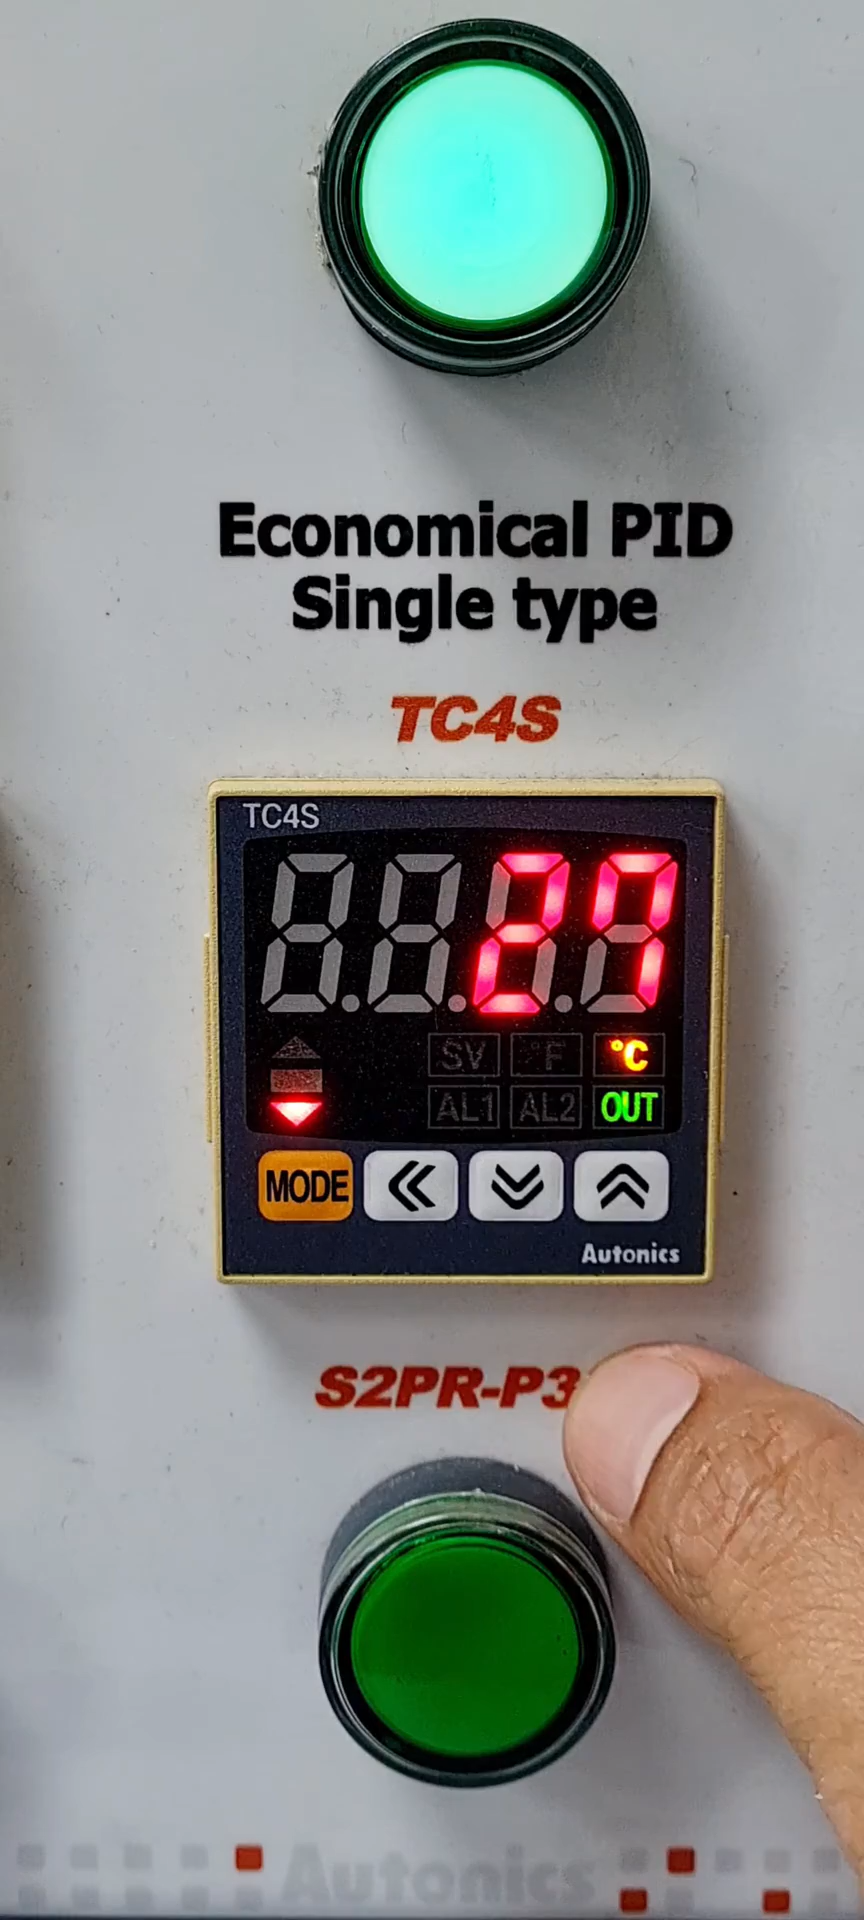 Economical PID
Single type
TC4S
TC4S
27
SV °F °C
AL1 AL2 OUT
MODE
Autonics
S2PR-P3
Autonics